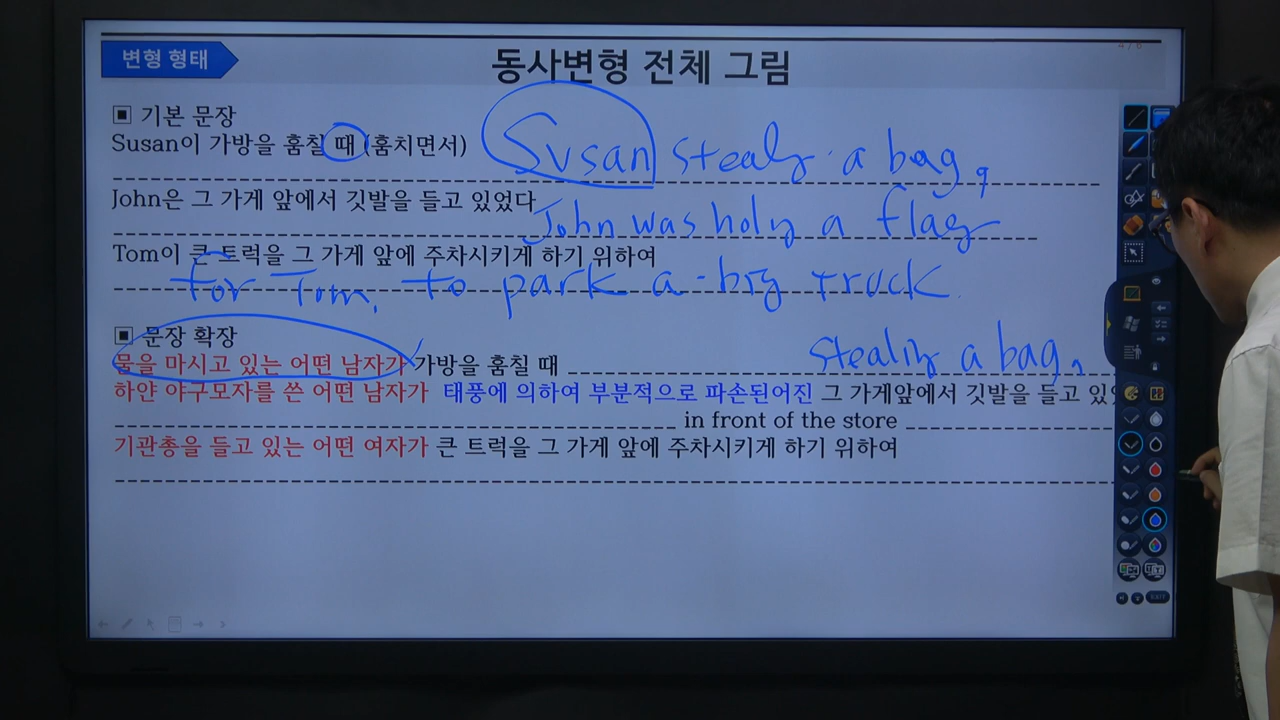 4 / 6
변형 형태
동사변형 전체 그림
▣ 기본 문장
Susan이 가방을 훔칠 때 (훔치면서) Susan a bag,
John은 그 가게 앞에서 깃발을 들고 있었다 John was a flag
Tom이 큰 트럭을 그 가게 앞에 주차시키게 하기 위하여
for Tom, to park a big truck
▣ 문장 확장
물을 마시고 있는 어떤 남자가 가방을 훔칠 때 a bag,
하얀 야구모자를 쓴 어떤 남자가 태풍에 의하여 부분적으로 파손된어진 그 가게앞에서 깃발을 들고
in front of the store
기관총을 들고 있는 어떤 여자가 큰 트럭을 그 가게 앞에 주차시키게 하기 위하여